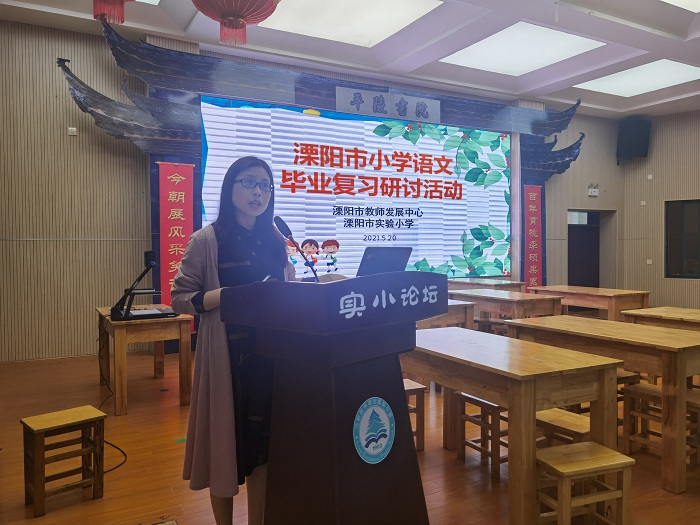 平陵書院
溧阳市小学语文
毕业复习研讨活动
溧阳市教师发展中心
溧阳市实验小学
2021.5.20
今朝展风采
实小论坛